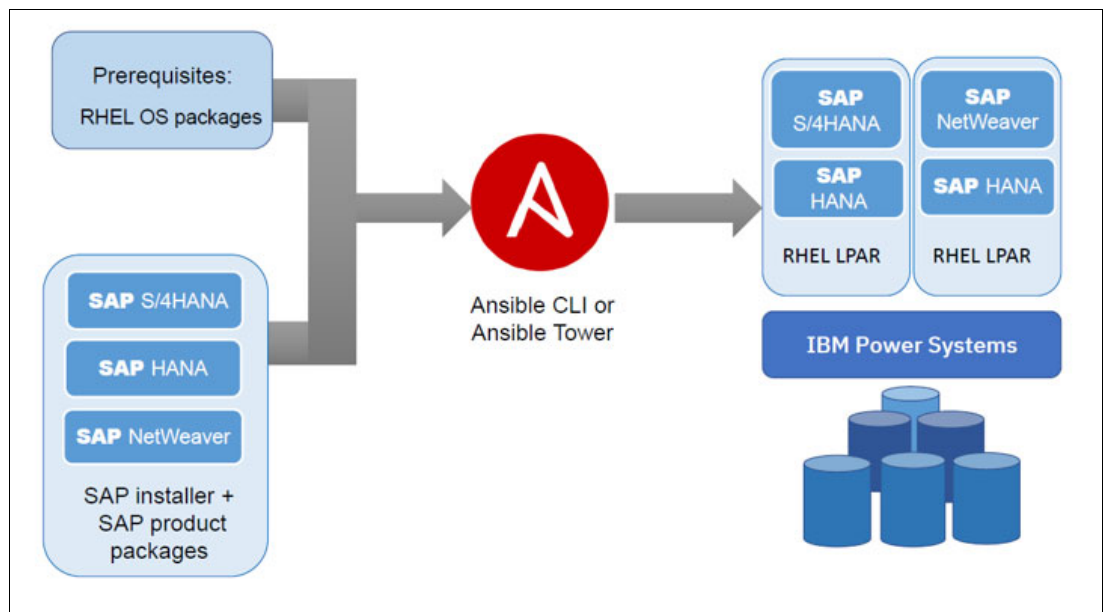 Prerequisites:
RHEL OS packages
SAP S/4HANA
SAP HANA
SAP NetWeaver
SAP installer +
SAP product
packages
Ansible CLI or
Ansible Tower
SAP
S/4HANA
SAP
HANA
RHEL LPAR
SAP
NetWeaver
SAP HANA
RHEL LPAR
IBM Power Systems